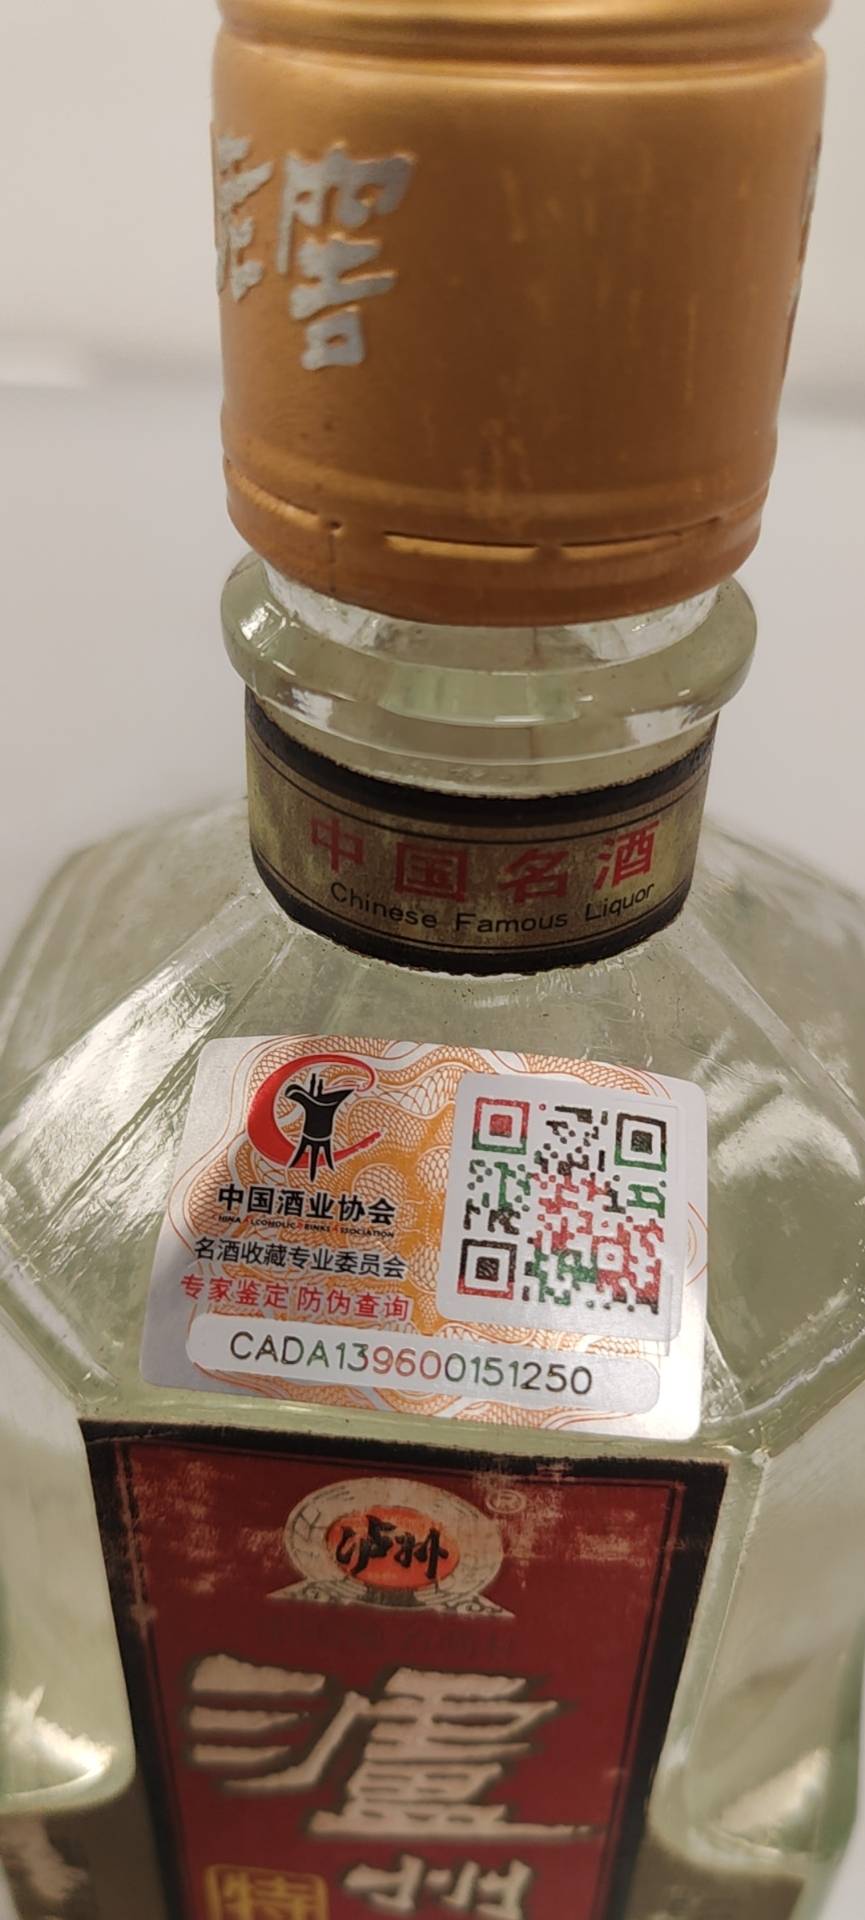 窖
中国名酒
Chinese Famous Liquor
中国酒业协会
名酒收藏专业委员会
专家鉴定 防伪查询
CADA139600151250
®
泸州
瀘
特